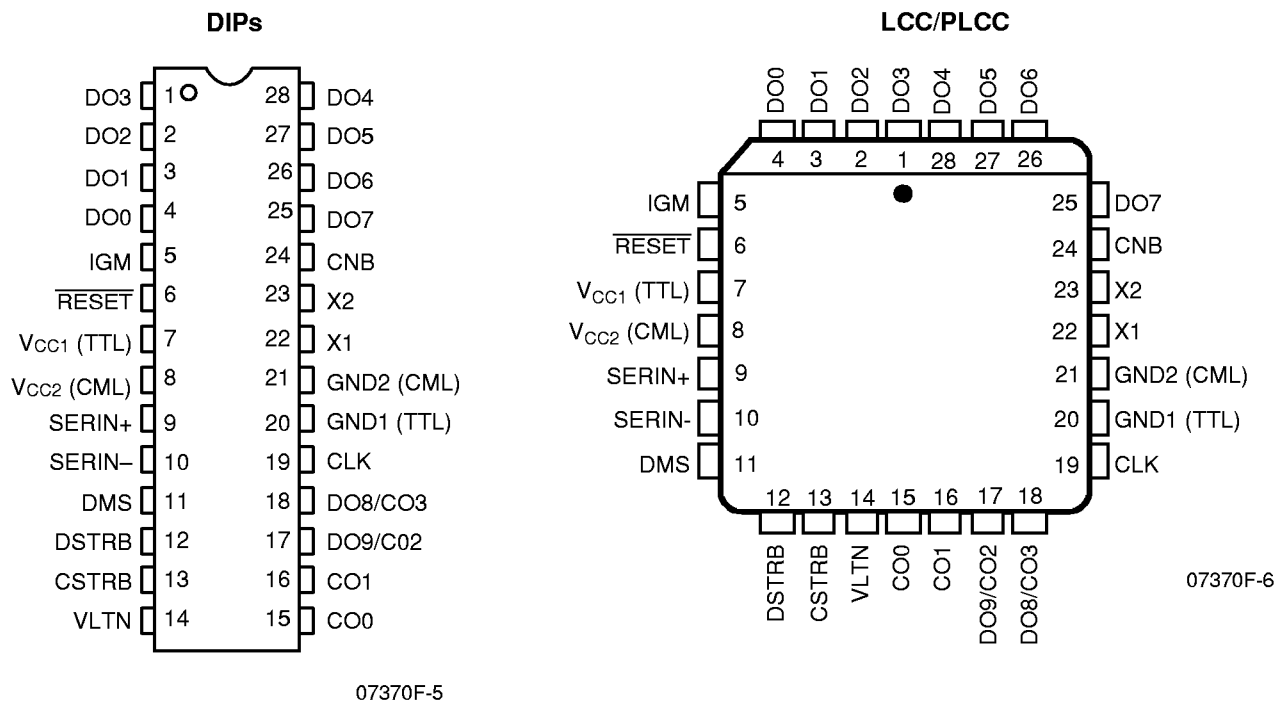 DIPs
DO3 1 28 DO4
DO2 2 27 DO5
DO1 3 26 DO6
DO0 4 25 DO7
IGM 5 24 CNB
RESET 6 23 X2
VCC1 (TTL) 7 22 X1
VCC2 (CML) 8 21 GND2 (CML)
SERIN+ 9 20 GND1 (TTL)
SERIN– 10 19 CLK
DMS 11 18 DO8/CO3
DSTRB 12 17 DO9/C02
CSTRB 13 16 CO1
VLTN 14 15 CO0
07370F-5
LCC/PLCC
DO0 DO1 DO2 DO3 DO4 DO5 DO6
4 3 2 1 28 27 26
IGM 5 25 DO7
RESET 6 24 CNB
VCC1 (TTL) 7 23 X2
VCC2 (CML) 8 22 X1
SERIN+ 9 21 GND2 (CML)
SERIN- 10 20 GND1 (TTL)
DMS 11 19 CLK
12 13 14 15 16 17 18
DSTRB CSTRB VLTN CO0 CO1 DO9/CO2 DO8/CO3
07370F-6